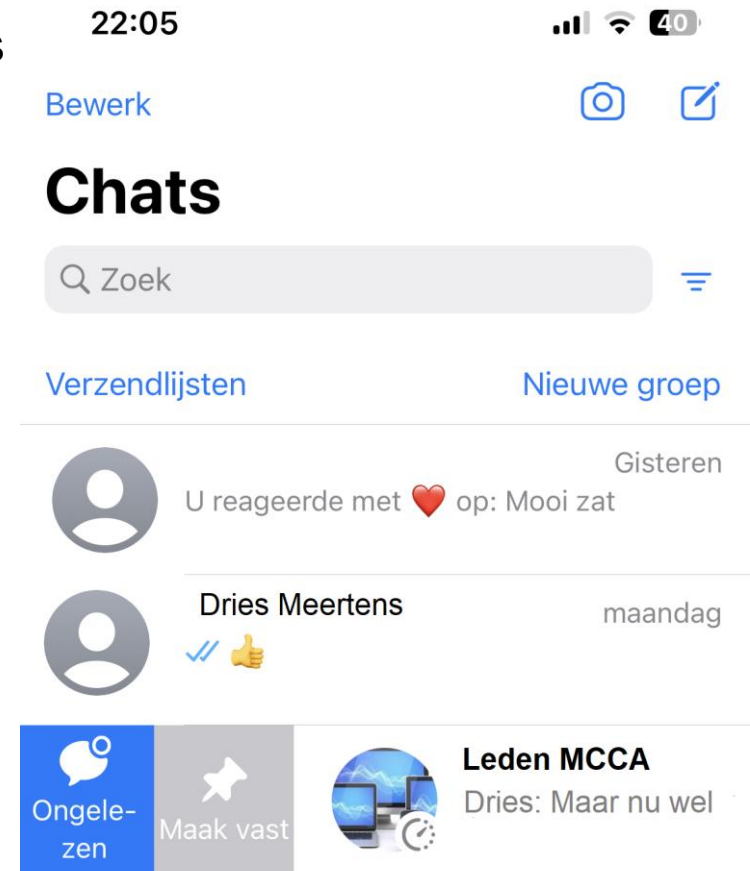 s
22:05 40
Bewerk
Chats
Zoek
Verzendlijsten Nieuwe groep
Gisteren
U reageerde met ❤️ op: Mooi zat
Dries Meertens maandag
👍
Leden MCCA
Dries: Maar nu wel
Ongele-
zen
Maak vast